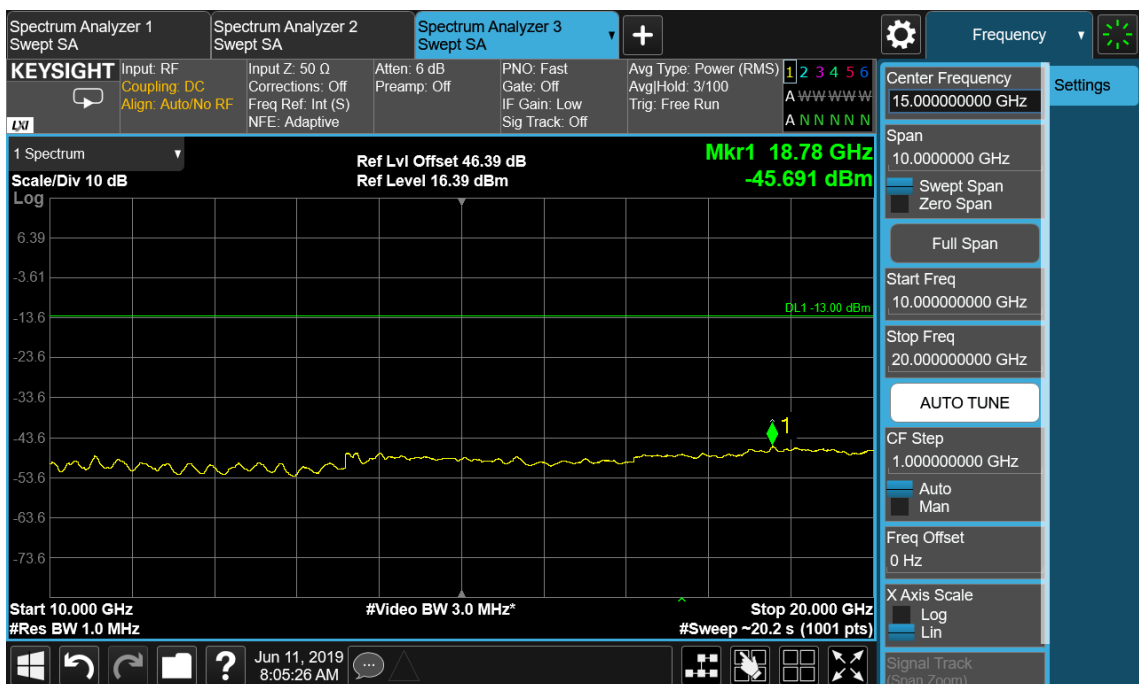 Spectrum Analyzer 1
Swept SA
Spectrum Analyzer 2
Swept SA
Spectrum Analyzer 3
Swept SA
Frequency
KEYSIGHT
LXI
Input: RF
Coupling: DC
Align: Auto/No RF
Input Z: 50 Ω
Corrections: Off
Freq Ref: Int (S)
NFE: Adaptive
Atten: 6 dB
Preamp: Off
PNO: Fast
Gate: Off
IF Gain: Low
Sig Track: Off
Avg Type: Power (RMS)
Avg|Hold: 3/100
Trig: Free Run
1 2 3 4 5 6
A W W W W W
A N N N N N
1 Spectrum
Scale/Div 10 dB
Log
Ref Lvl Offset 46.39 dB
Ref Level 16.39 dBm
Mkr1 18.78 GHz
-45.691 dBm
6.39
-3.61
-13.6
-23.6
-33.6
-43.6
-53.6
-63.6
-73.6
DL1 -13.00 dBm
1
Start 10.000 GHz
#Res BW 1.0 MHz
#Video BW 3.0 MHz*
Stop 20.000 GHz
#Sweep ~20.2 s (1001 pts)
Center Frequency
15.000000000 GHz
Span
10.0000000 GHz
Swept Span
Zero Span
Full Span
Start Freq
10.000000000 GHz
Stop Freq
20.000000000 GHz
AUTO TUNE
CF Step
1.000000000 GHz
Auto
Man
Freq Offset
0 Hz
X Axis Scale
Log
Lin
Signal Track
(Span Zoom)
Settings
?
Jun 11, 2019
8:05:26 AM